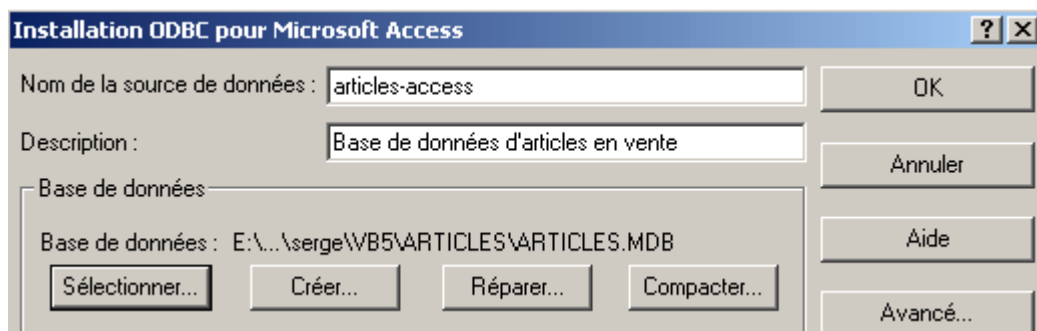 Installation ODBC pour Microsoft Access
Nom de la source de données : articles-access
OK
Description : Base de données d'articles en vente
Annuler
Base de données
Base de données : E:\...\serge\VB5\ARTICLES\ARTICLES.MDB
Aide
Sélectionner... Créer... Réparer... Compacter...
Avancé...